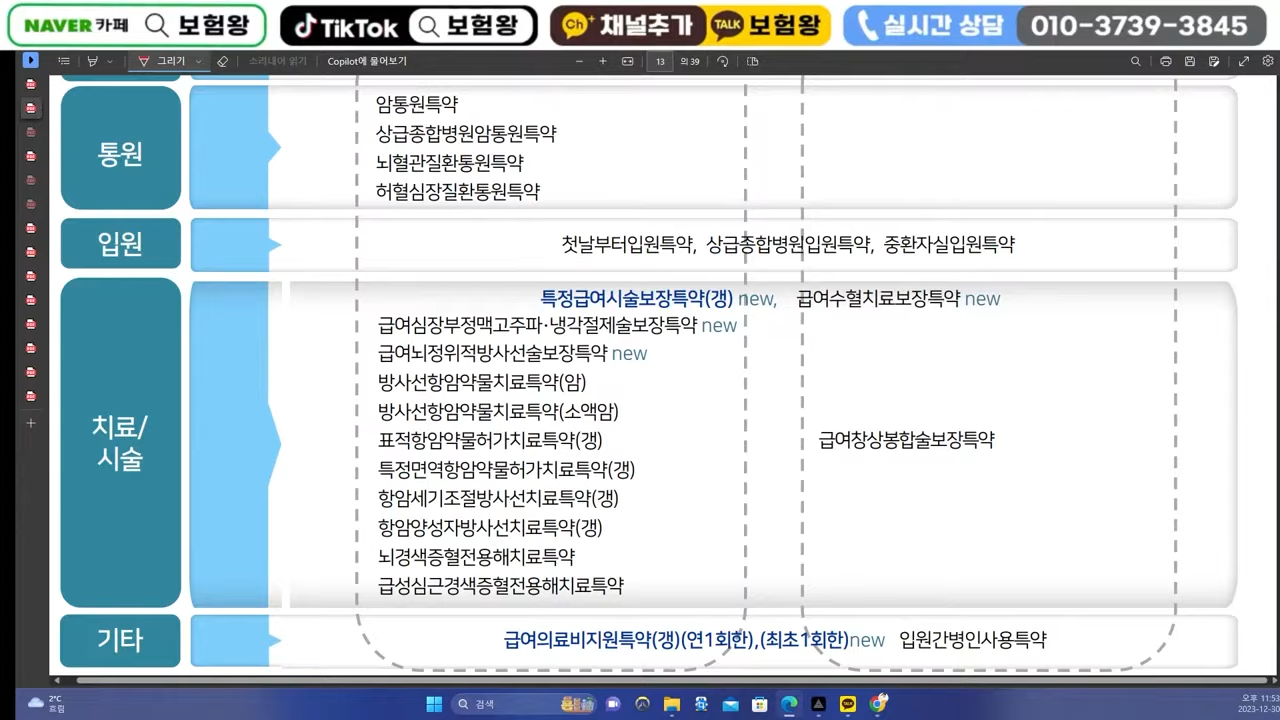 NAVER 카페 보험왕 TikTok 보험왕 Ch+ 채널추가 TALK 보험왕 실시간 상담 010-3739-3845
그리기 소리내어 읽기 Copilot에 물어보기 13 의 39
통원
암통원특약
상급종합병원암통원특약
뇌혈관질환통원특약
허혈심장질환통원특약
입원
첫날부터입원특약, 상급종합병원입원특약, 중환자실입원특약
치료/
시술
특정급여시술보장특약(갱) new, 급여수혈치료보장특약 new
급여심장부정맥고주파·냉각절제술보장특약 new
급여뇌정위적방사선술보장특약 new
방사선항암약물치료특약(암)
방사선항암약물치료특약(소액암)
표적항암약물허가치료특약(갱)
급여창상봉합술보장특약
특정면역항암약물허가치료특약(갱)
항암세기조절방사선치료특약(갱)
항암양성자방사선치료특약(갱)
뇌경색증혈전용해치료특약
급성심근경색증혈전용해치료특약
기타
급여의료비지원특약(갱)(연1회한),(최초1회한)new 입원간병인사용특약
2°C
흐림
검색
오후 11:53
2023-12-30